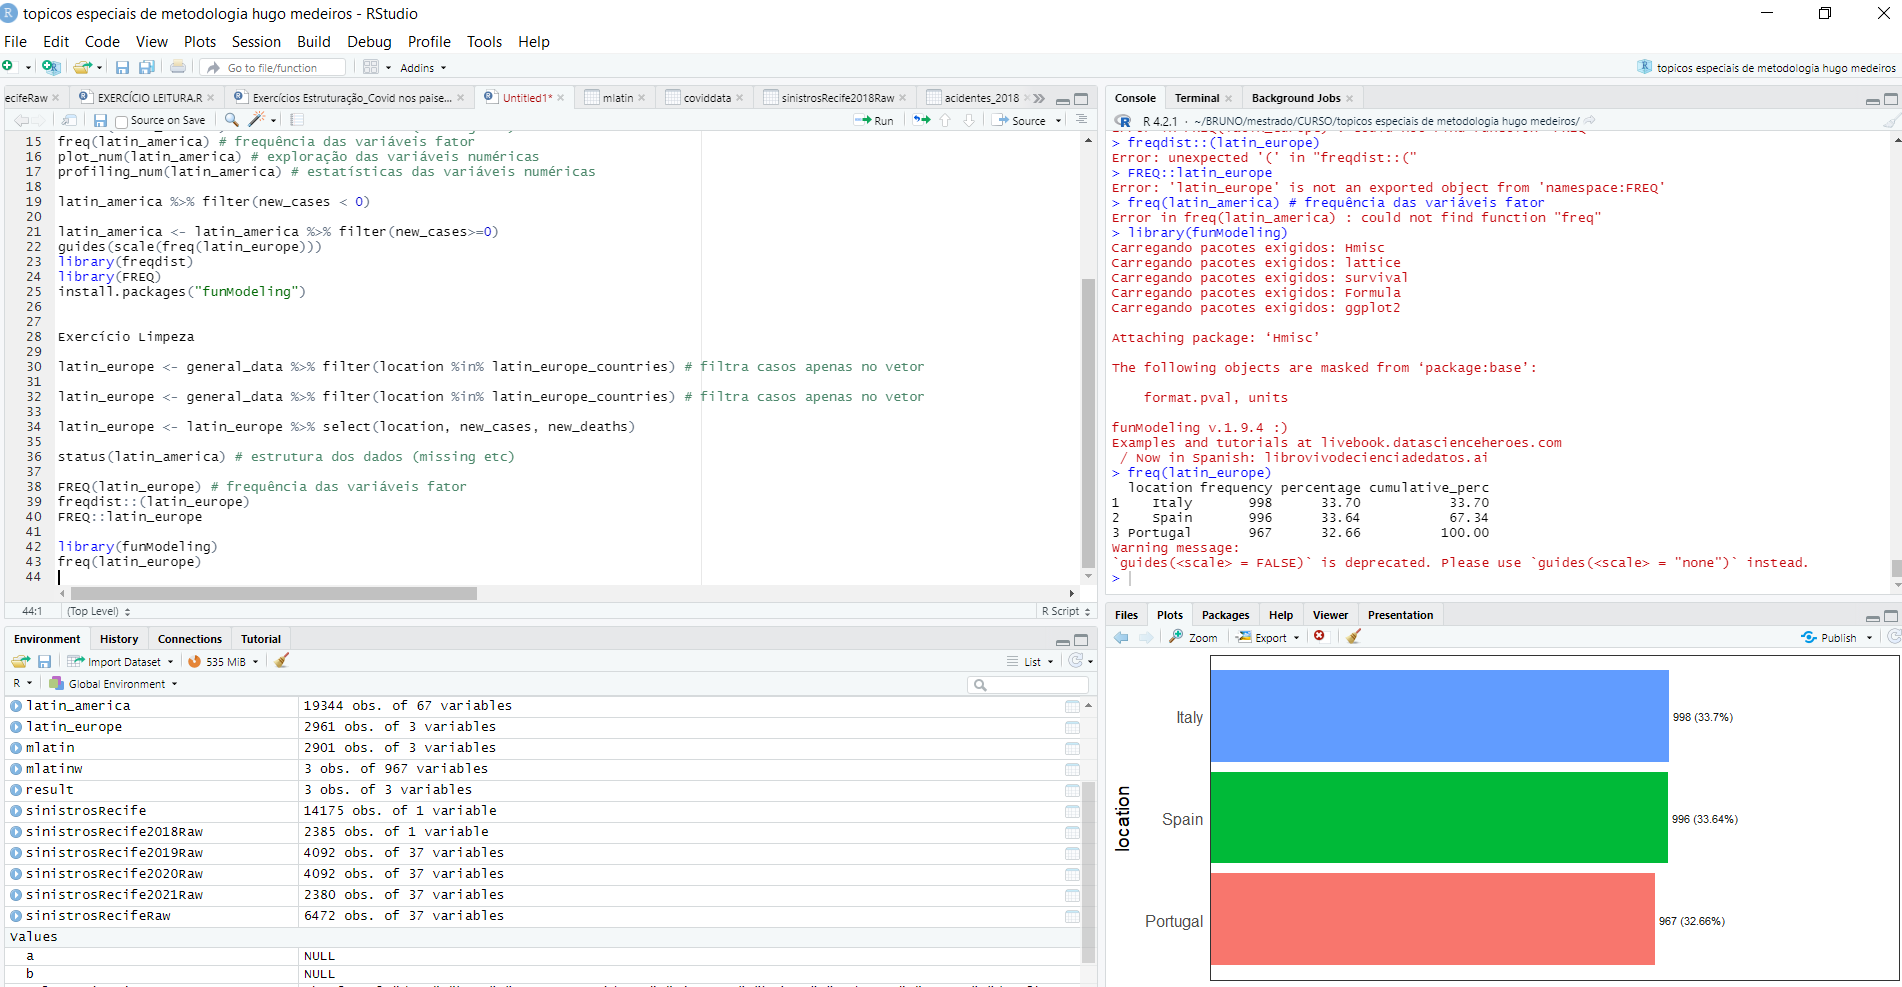 topicos especiais de metodologia hugo medeiros - RStudio
File Edit Code View Plots Session Build Debug Profile Tools Help
Go to file/function
Addins
topicos especiais de metodologia hugo medeiros
ecifeRaw
EXERCÍCIO LEITURA.R
Exercícios Estruturação_Covid nos paise...
Untitled1*
mlatin
coviddata
sinistrosRecife2018Raw
acidentes_2018
Source on Save
Run
Source
15 freq(latin_america) # frequência das variáveis fator
16 plot_num(latin_america) # exploração das variáveis numéricas
17 profiling_num(latin_america) # estatísticas das variáveis numéricas
18
19 latin_america %>% filter(new_cases < 0)
20
21 latin_america <- latin_america %>% filter(new_cases>=0)
22 guides(scale(freq(latin_europe)))
23 library(freqdist)
24 library(FREQ)
25 install.packages("funModeling")
26
27
28 Exercício Limpeza
29
30 latin_europe <- general_data %>% filter(location %in% latin_europe_countries) # filtra casos apenas no vetor
31
32 latin_europe <- general_data %>% filter(location %in% latin_europe_countries) # filtra casos apenas no vetor
33
34 latin_europe <- latin_europe %>% select(location, new_cases, new_deaths)
35
36 status(latin_america) # estrutura dos dados (missing etc)
37
38 FREQ(latin_europe) # frequência das variáveis fator
39 freqdist::(latin_europe)
40 FREQ::latin_europe
41
42 library(funModeling)
43 freq(latin_europe)
44
44:1 (Top Level) R Script
Console Terminal Background Jobs
R 4.2.1 · ~/BRUNO/mestrado/CURSO/topicos especiais de metodologia hugo medeiros/
> freqdist::(latin_europe)
Error: unexpected '(' in "freqdist::("
> FREQ::latin_europe
Error: 'latin_europe' is not an exported object from 'namespace:FREQ'
> freq(latin_america) # frequência das variáveis fator
Error in freq(latin_america) : could not find function "freq"
> library(funModeling)
Carregando pacotes exigidos: Hmisc
Carregando pacotes exigidos: lattice
Carregando pacotes exigidos: survival
Carregando pacotes exigidos: Formula
Carregando pacotes exigidos: ggplot2
Attaching package: ‘Hmisc’
The following objects are masked from ‘package:base’:
format.pval, units
funModeling v.1.9.4 :)
Examples and tutorials at livebook.datascienceheroes.com
/ Now in Spanish: librovivodecienciadedatos.ai
> freq(latin_europe)
location frequency percentage cumulative_perc
1 Italy 998 33.70 33.70
2 Spain 996 33.64 67.34
3 Portugal 967 32.66 100.00
Warning message:
`guides(<scale> = FALSE)` is deprecated. Please use `guides(<scale> = "none")` instead.
>
Environment History Connections Tutorial
Import Dataset 535 MiB List
R Global Environment
latin_america 19344 obs. of 67 variables
latin_europe 2961 obs. of 3 variables
mlatin 2901 obs. of 3 variables
mlatinw 3 obs. of 967 variables
result 3 obs. of 3 variables
sinistrosRecife 14175 obs. of 1 variable
sinistrosRecife2018Raw 2385 obs. of 1 variable
sinistrosRecife2019Raw 4092 obs. of 37 variables
sinistrosRecife2020Raw 4092 obs. of 37 variables
sinistrosRecife2021Raw 2380 obs. of 37 variables
sinistrosRecifeRaw 6472 obs. of 37 variables
Values
a NULL
b NULL
Files Plots Packages Help Viewer Presentation
Zoom Export Publish
location
Italy 998 (33.7%)
Spain 996 (33.64%)
Portugal 967 (32.66%)